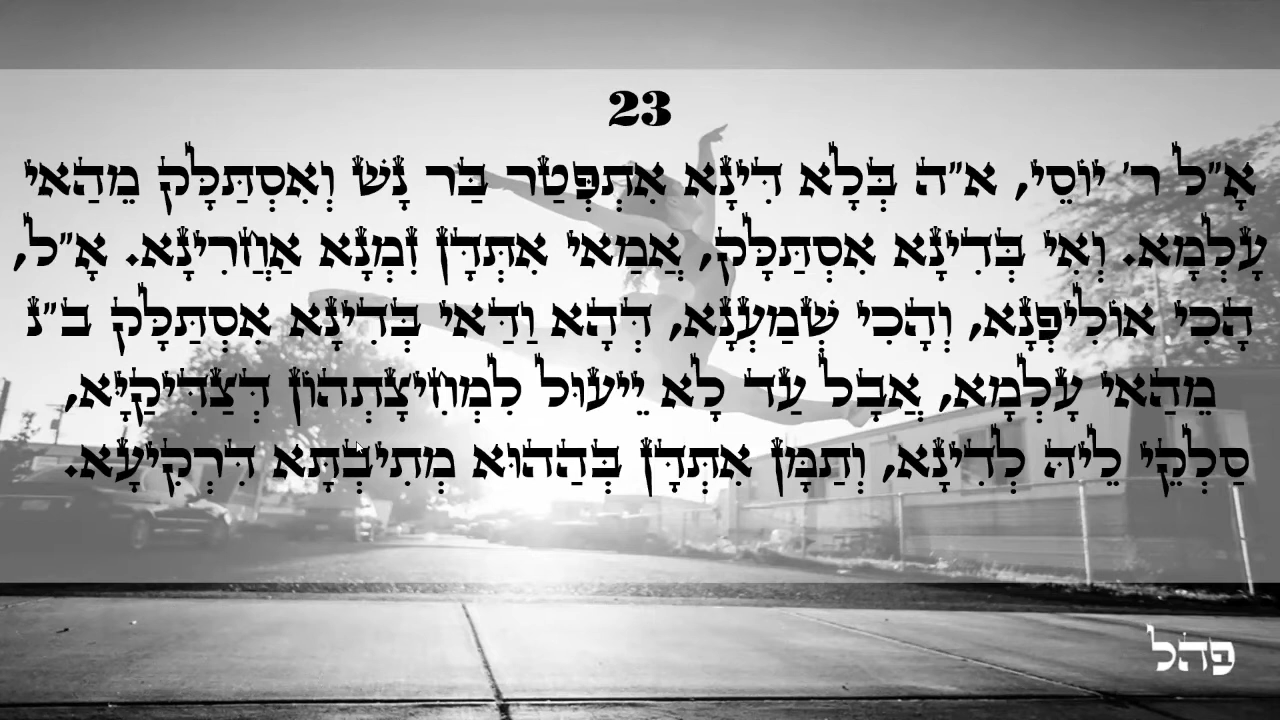 23
אָ״ל ר׳ יוֹסֵי, א״ה בְּלָא דִּינָא אִתְפְּטַר בַּר נָשׁ וְאִסְתַּלָּק מֵהַאי
עָלְמָא. וְאִי בְּדִינָא אִסְתַּלָּק, אֲמַאי אִתְּדָּן זִמְנָא אַחֲרִינָא. אָ״ל,
הָכִי אוֹלִיפְנָא, וְהָכִי שְׁמַעְנָא, דְּהָא וַדַּאי בְּדִינָא אִסְתַּלָּק ב״נ
מֵהַאי עָלְמָא, אֲבָל עַד לָא יֵיעוּל לִמְחִיצָתְהוֹן דְּצַדִּיקַיָּא,
סַלְקֵי לֵיהּ לְדִינָא, וְתַמָּן אִתְּדָּן בְּהַהוּא מְתִיבְתָּא דִּרְקִיעָא.
פהל